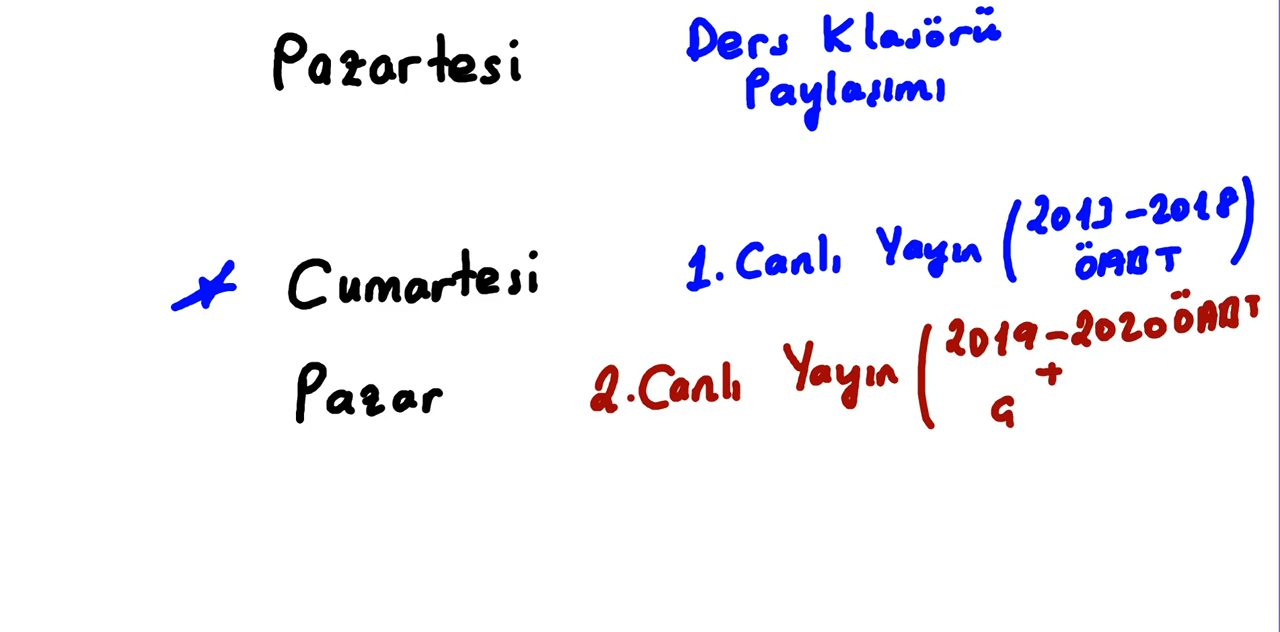 Pazartesi
Ders Klasörü
Paylaşımı
Cumartesi
1. Canlı Yayın (2013-2018)
ÖABT
Pazar
2. Canlı Yayın (2019-2020 ÖABT
+